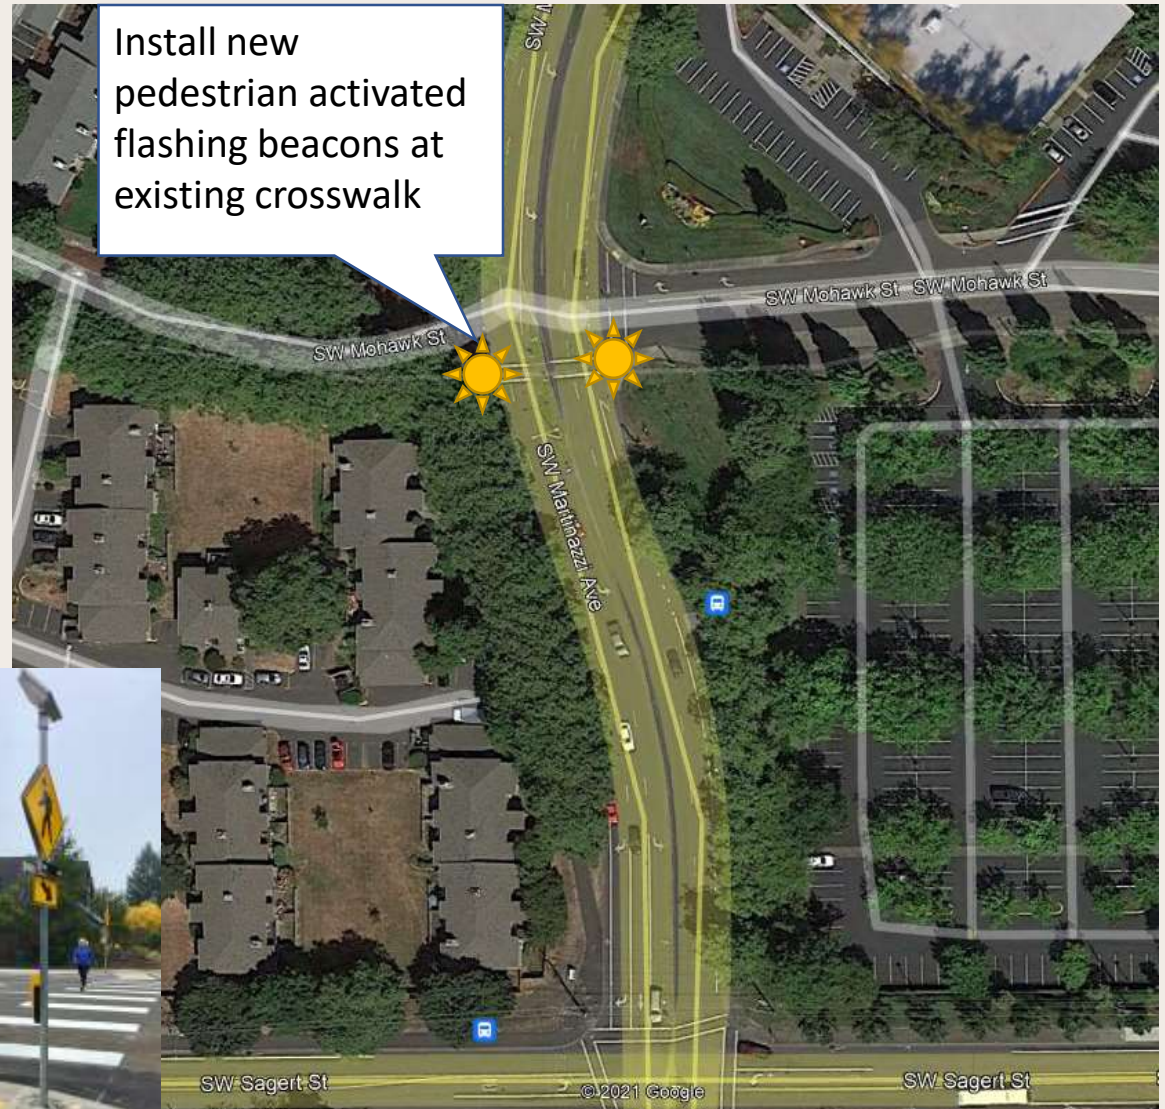 Install new
pedestrian activated
flashing beacons at
existing crosswalk
SW M
SW Mohawk St SW Mohawk St
SW Mohawk St
SW Martinazzi Ave
SW Sagert St
© 2021 Google
SW Sagert St
S